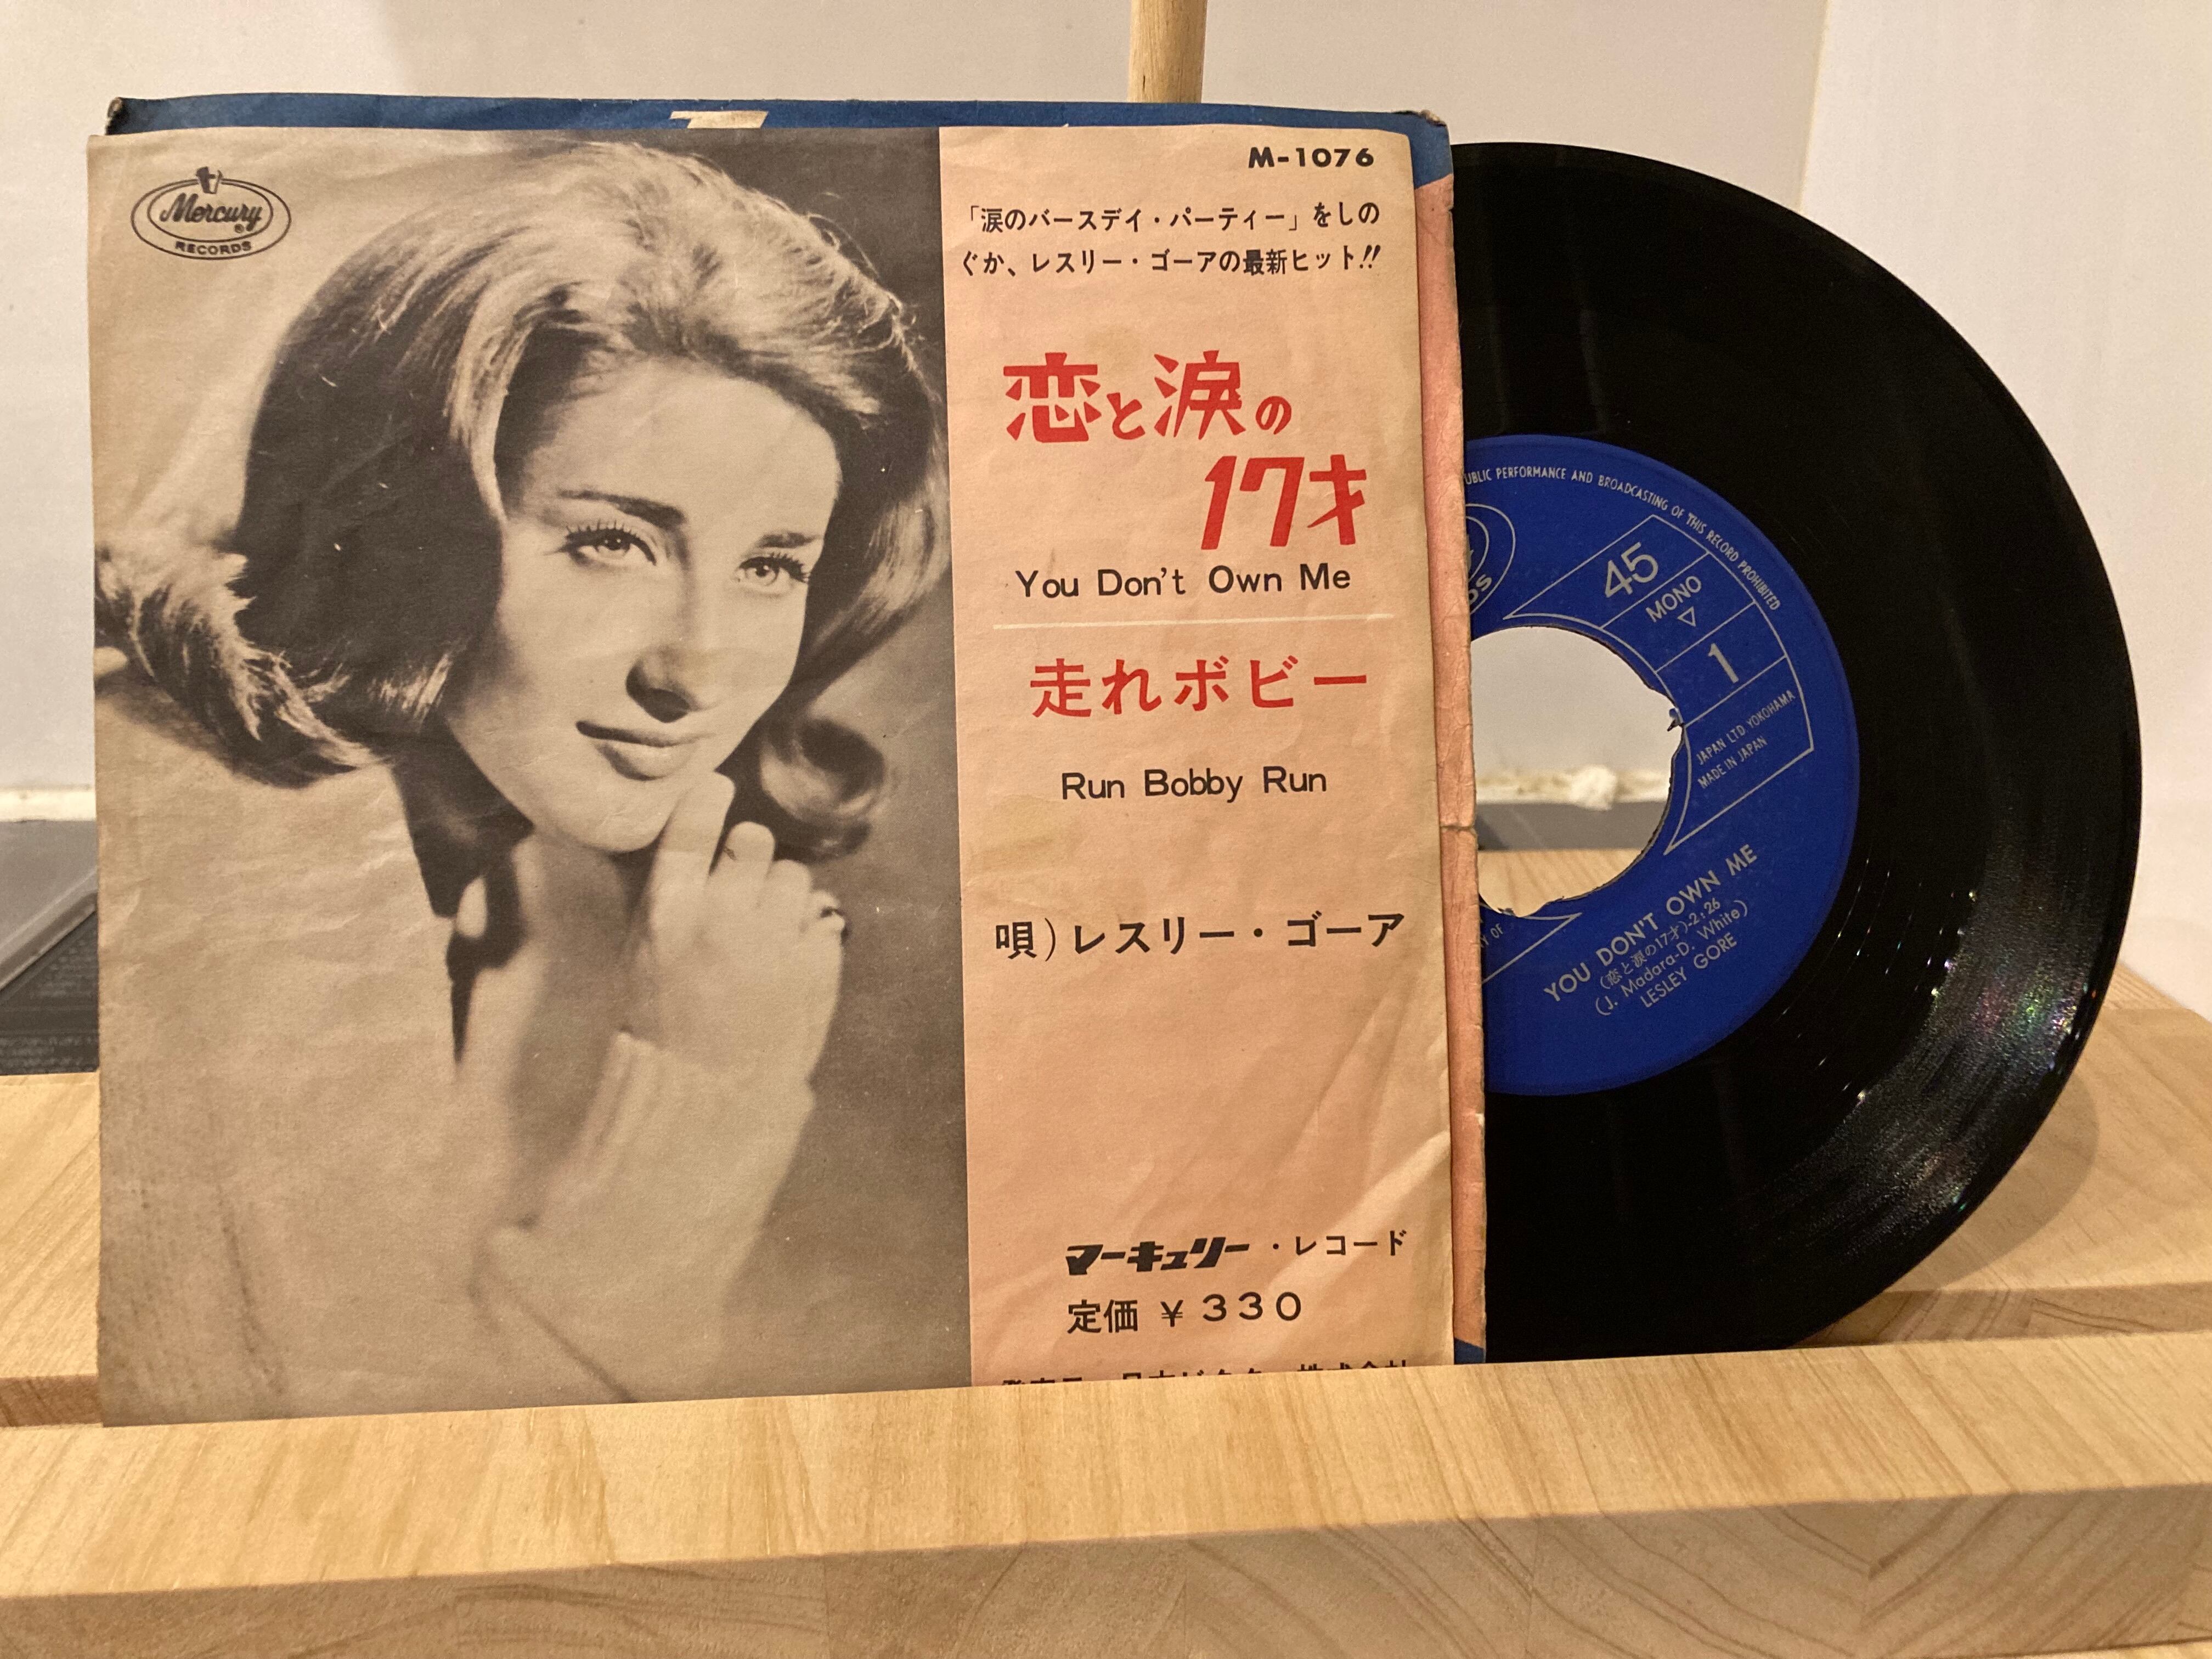 Mercury
RECORDS
M-1076
「涙のバースデイ・パーティー」をしの
ぐか、レスリー・ゴーアの最新ヒット!!
恋と涙の
17才
You Don't Own Me
走れボビー
Run Bobby Run
唄）レスリー・ゴーア
マーキュリー・レコード
定価 ￥330
PUBLIC PERFORMANCE AND BROADCASTING OF THIS RECORD PROHIBITED
45
MONO
1
JAPAN LTD YOKOHAMA
MADE IN JAPAN
YOU DON'T OWN ME
(恋と涙の17才)-2:26
(J. Madara-D. White)
LESLEY GORE